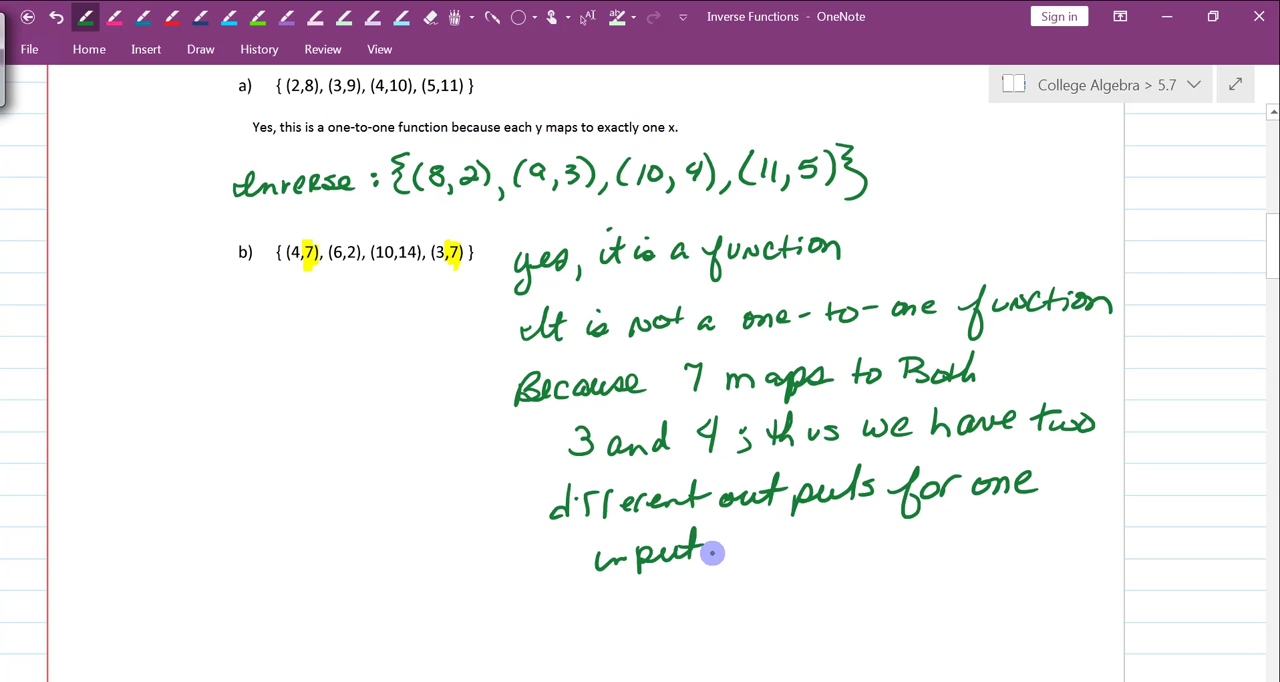 Inverse Functions - OneNote
Sign in
File Home Insert Draw History Review View
College Algebra > 5.7
a) { (2,8), (3,9), (4,10), (5,11) }
Yes, this is a one-to-one function because each y maps to exactly one x.
Inverse : {(8,2), (9,3), (10,4), (11,5)}
b) { (4,7), (6,2), (10,14), (3,7) }
yes, it is a function
It is not a one-to-one function
Because 7 maps to Both
3 and 4 ; thus we have two
different outputs for one
input